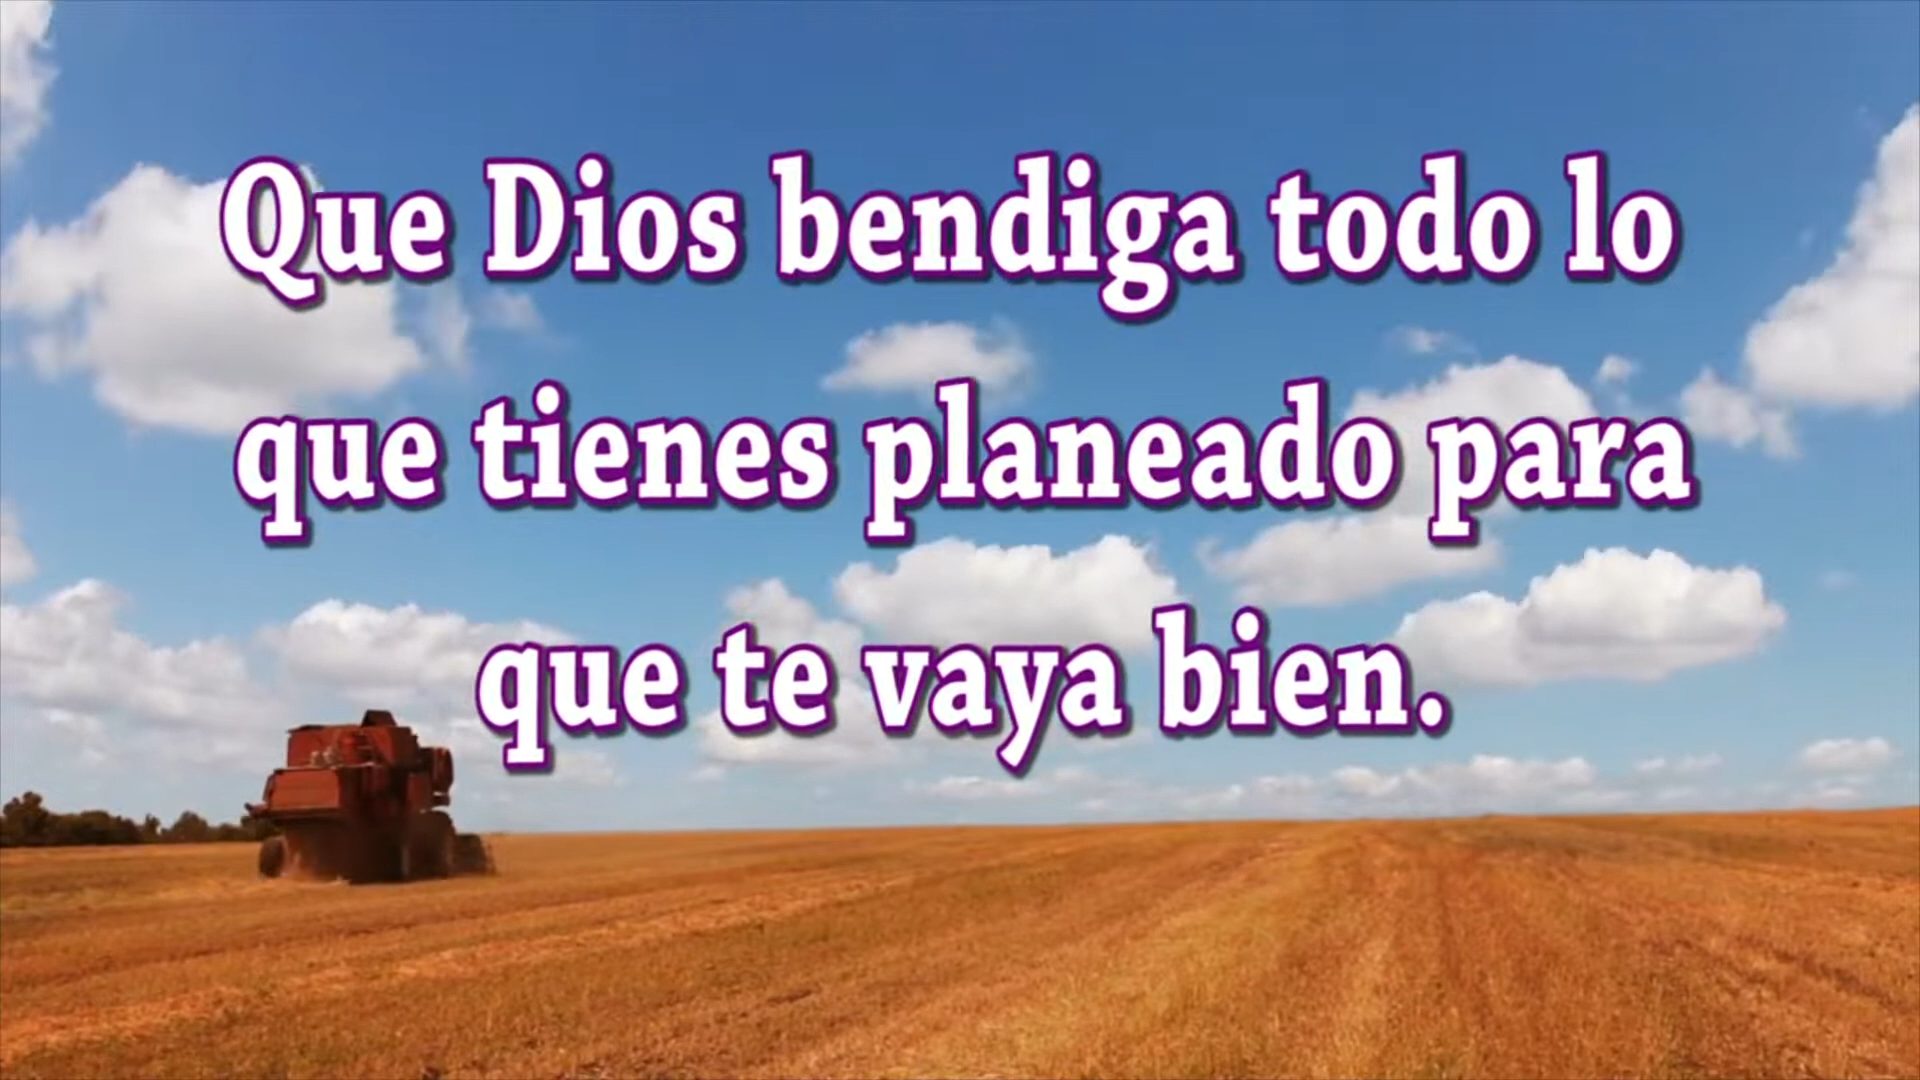 Que Dios bendiga todo lo
que tienes planeado para
que te vaya bien.